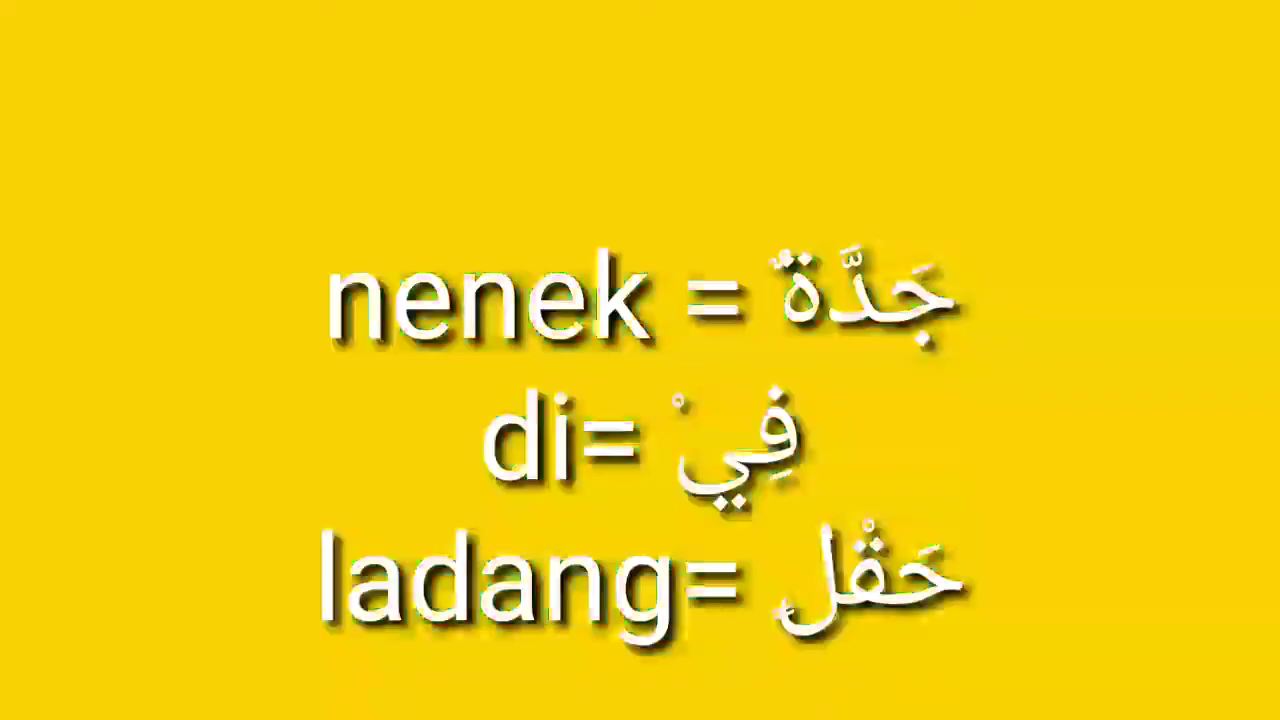 nenek = جَدَّةٌ
di= فِيْ
ladang= حَقْلٍ